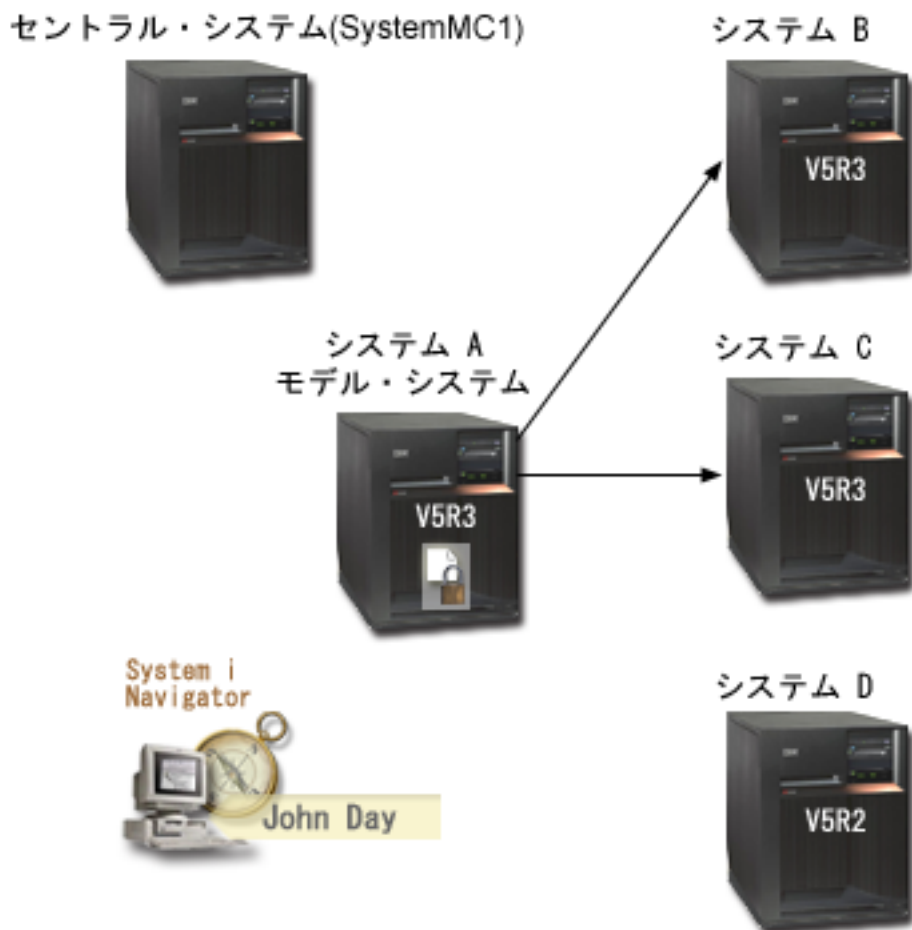 セントラル・システム(SystemMC1)
システム B
V5R3
システム A
モデル・システム
V5R3
システム C
V5R3
System i
Navigator
John Day
システム D
V5R2